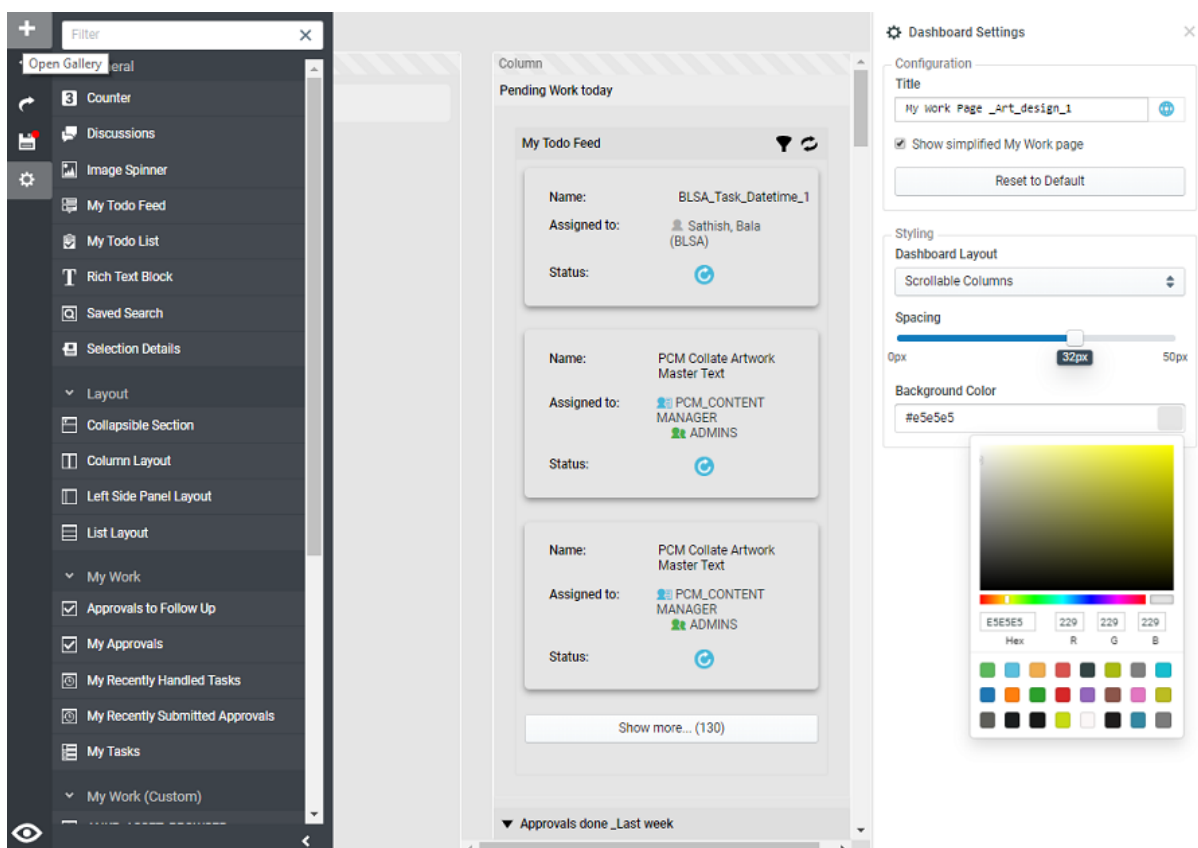 Filter
Open Gallery
eral
Counter
Discussions
Image Spinner
My Todo Feed
My Todo List
Rich Text Block
Saved Search
Selection Details
Layout
Collapsible Section
Column Layout
Left Side Panel Layout
List Layout
My Work
Approvals to Follow Up
My Approvals
My Recently Handled Tasks
My Recently Submitted Approvals
My Tasks
My Work (Custom)
Column
Pending Work today
My Todo Feed
Name: BLSA_Task_Datetime_1
Assigned to: Sathish, Bala
(BLSA)
Status:
Name: PCM Collate Artwork
Master Text
Assigned to: PCM_CONTENT
MANAGER
ADMINS
Status:
Name: PCM Collate Artwork
Master Text
Assigned to: PCM_CONTENT
MANAGER
ADMINS
Status:
Show more... (130)
Approvals done _Last week
Dashboard Settings
Configuration
Title
My Work Page _Art_design_1
Show simplified My Work page
Reset to Default
Styling
Dashboard Layout
Scrollable Columns
Spacing
0px 32px 50px
Background Color
#e5e5e5
E5E5E5 229 229 229
Hex R G B